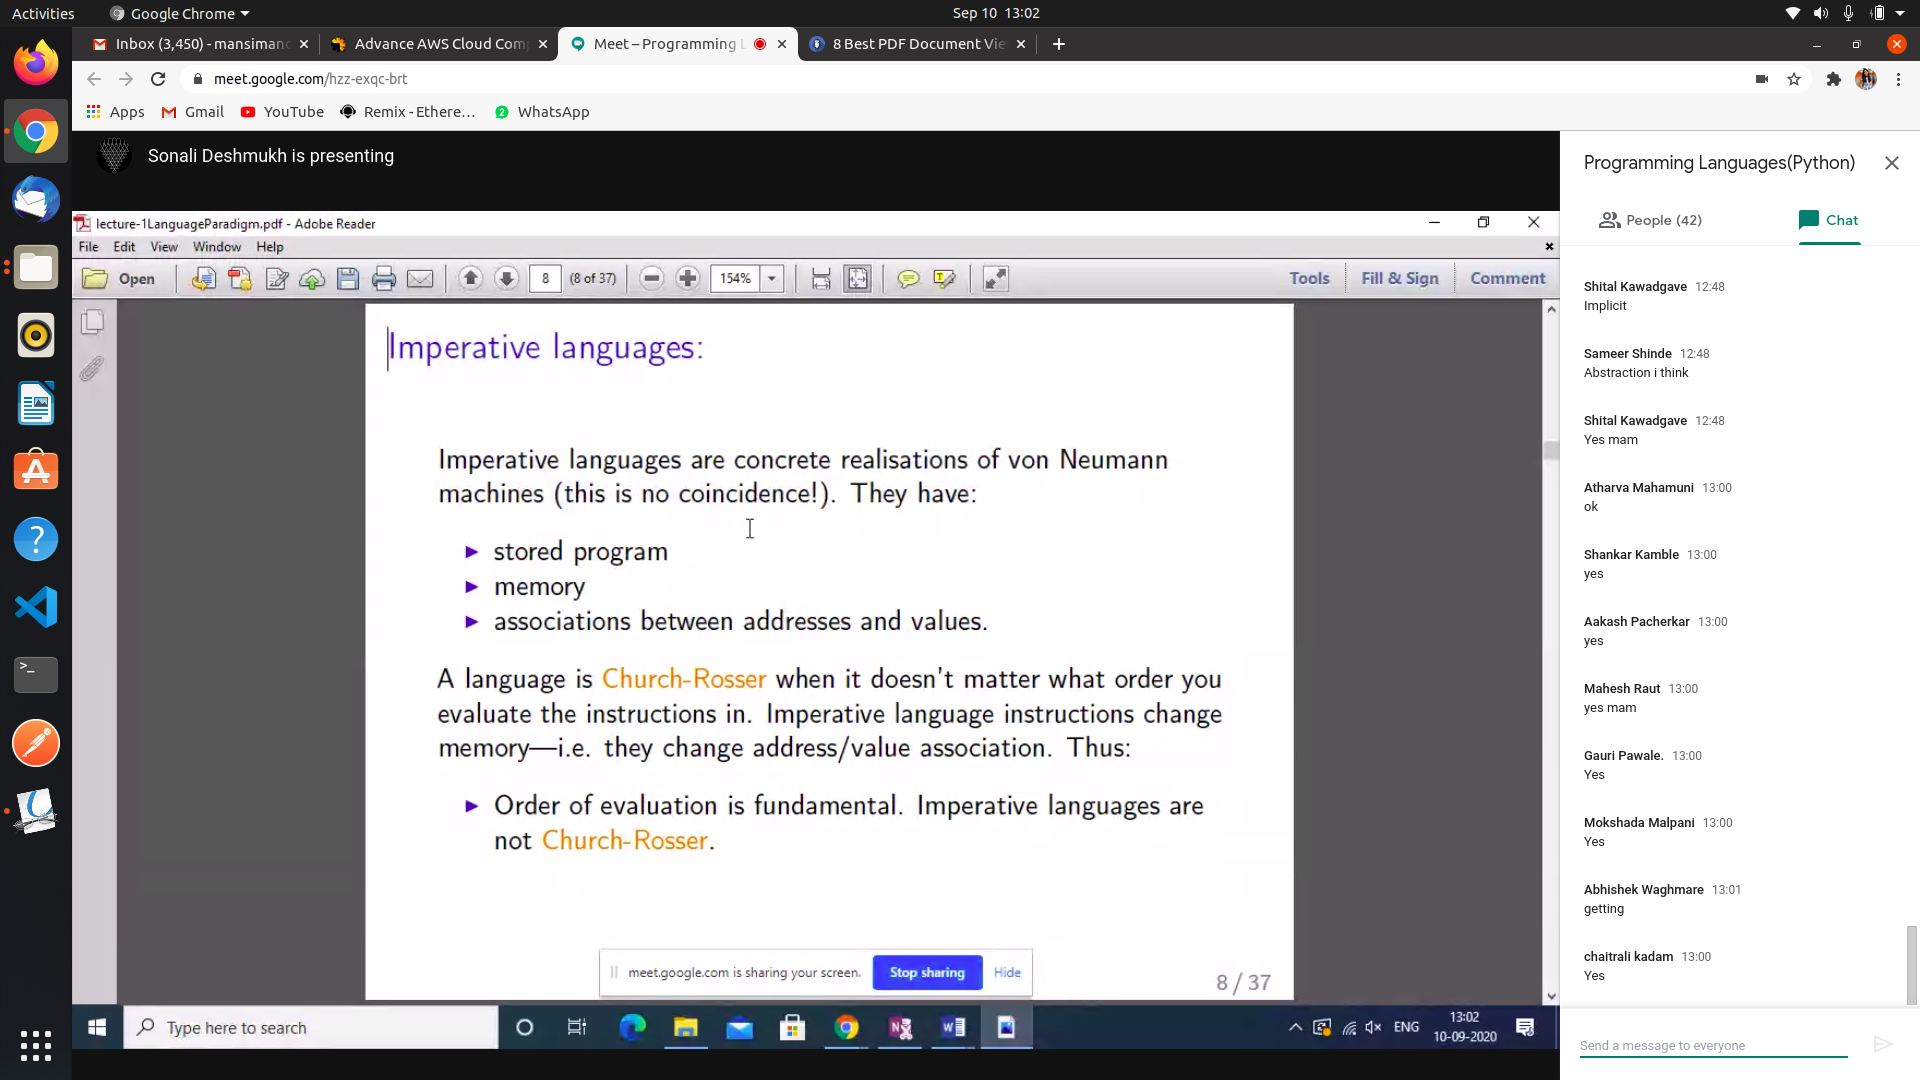 Activities
Google Chrome
Sep 10 13:02
Inbox (3,450) - mansiman
Advance AWS Cloud Com
Meet – Programming L
8 Best PDF Document Vie
meet.google.com/hzz-exqc-brt
Apps
Gmail
YouTube
Remix - Ethere…
WhatsApp
Sonali Deshmukh is presenting
lecture-1LanguageParadigm.pdf - Adobe Reader
File Edit View Window Help
Open
8 (8 of 37)
154%
Tools
Fill & Sign
Comment
Imperative languages:
Imperative languages are concrete realisations of von Neumann
machines (this is no coincidence!). They have:
stored program
memory
associations between addresses and values.
A language is Church-Rosser when it doesn't matter what order you
evaluate the instructions in. Imperative language instructions change
memory—i.e. they change address/value association. Thus:
Order of evaluation is fundamental. Imperative languages are
not Church-Rosser.
meet.google.com is sharing your screen.
Stop sharing
Hide
8 / 37
Type here to search
ENG
13:02
10-09-2020
Programming Languages(Python)
People (42)
Chat
Shital Kawadgave 12:48
Implicit
Sameer Shinde 12:48
Abstraction i think
Shital Kawadgave 12:48
Yes mam
Atharva Mahamuni 13:00
ok
Shankar Kamble 13:00
yes
Aakash Pacherkar 13:00
yes
Mahesh Raut 13:00
yes mam
Gauri Pawale. 13:00
Yes
Mokshada Malpani 13:00
Yes
Abhishek Waghmare 13:01
getting
chaitrali kadam 13:00
Yes
Send a message to everyone